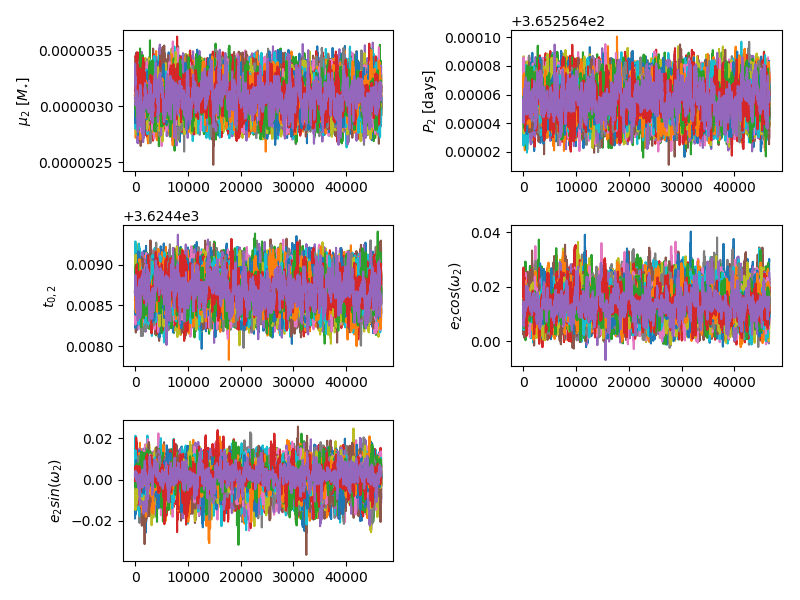 μ₂ [M⋆]
0.0000035
0.0000030
0.0000025
0 10000 20000 30000 40000
+3.652564e2
P₂ [days]
0.00010
0.00008
0.00006
0.00004
0.00002
0 10000 20000 30000 40000
+3.6244e3
t₀,₂
0.0090
0.0085
0.0080
0 10000 20000 30000 40000
e₂cos(ω₂)
0.04
0.02
0.00
0 10000 20000 30000 40000
e₂sin(ω₂)
0.02
0.00
−0.02
0 10000 20000 30000 40000